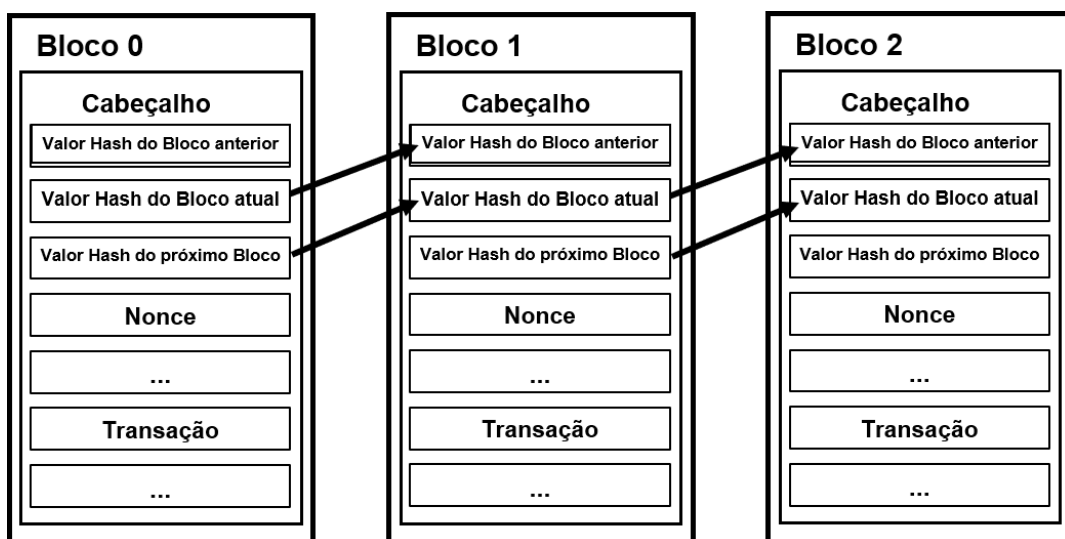 Bloco 0
Cabeçalho
Valor Hash do Bloco anterior
Valor Hash do Bloco atual
Valor Hash do próximo Bloco
Nonce
...
Transação
...
Bloco 1
Cabeçalho
Valor Hash do Bloco anterior
Valor Hash do Bloco atual
Valor Hash do próximo Bloco
Nonce
...
Transação
...
Bloco 2
Cabeçalho
Valor Hash do Bloco anterior
Valor Hash do Bloco atual
Valor Hash do próximo Bloco
Nonce
...
Transação
...